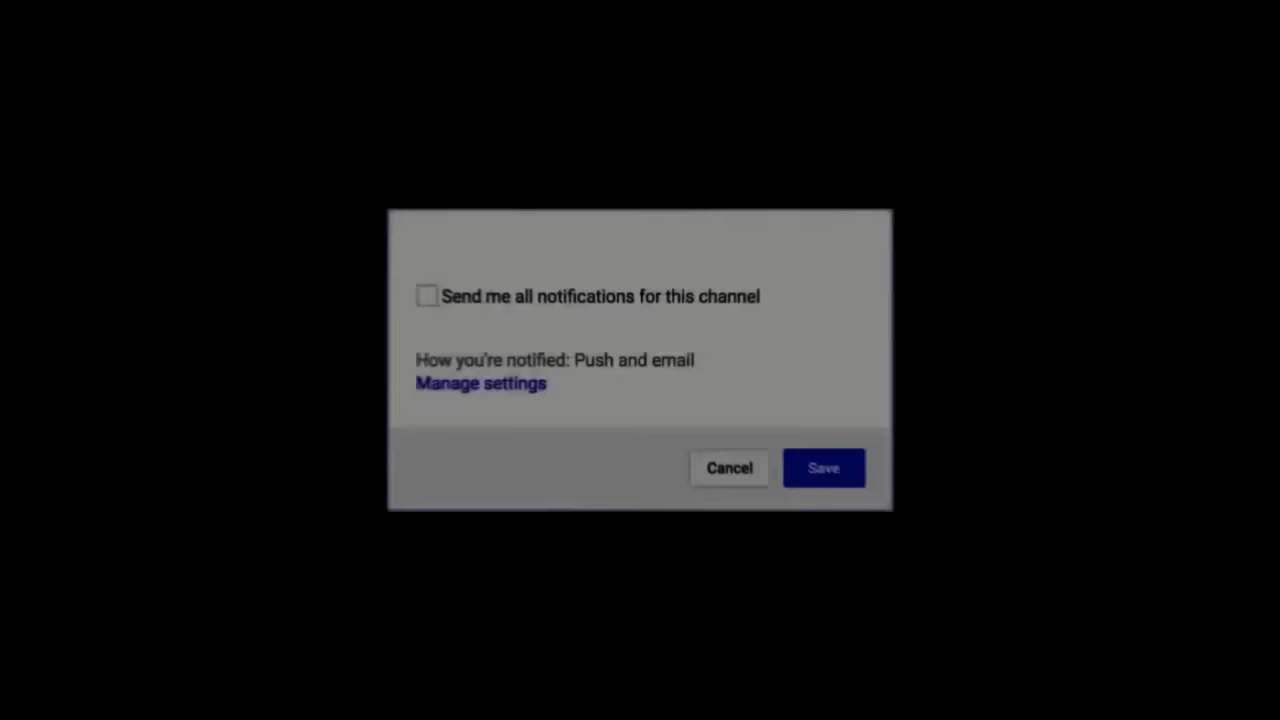 Send me all notifications for this channel
How you're notified: Push and email
Manage settings
Cancel Save